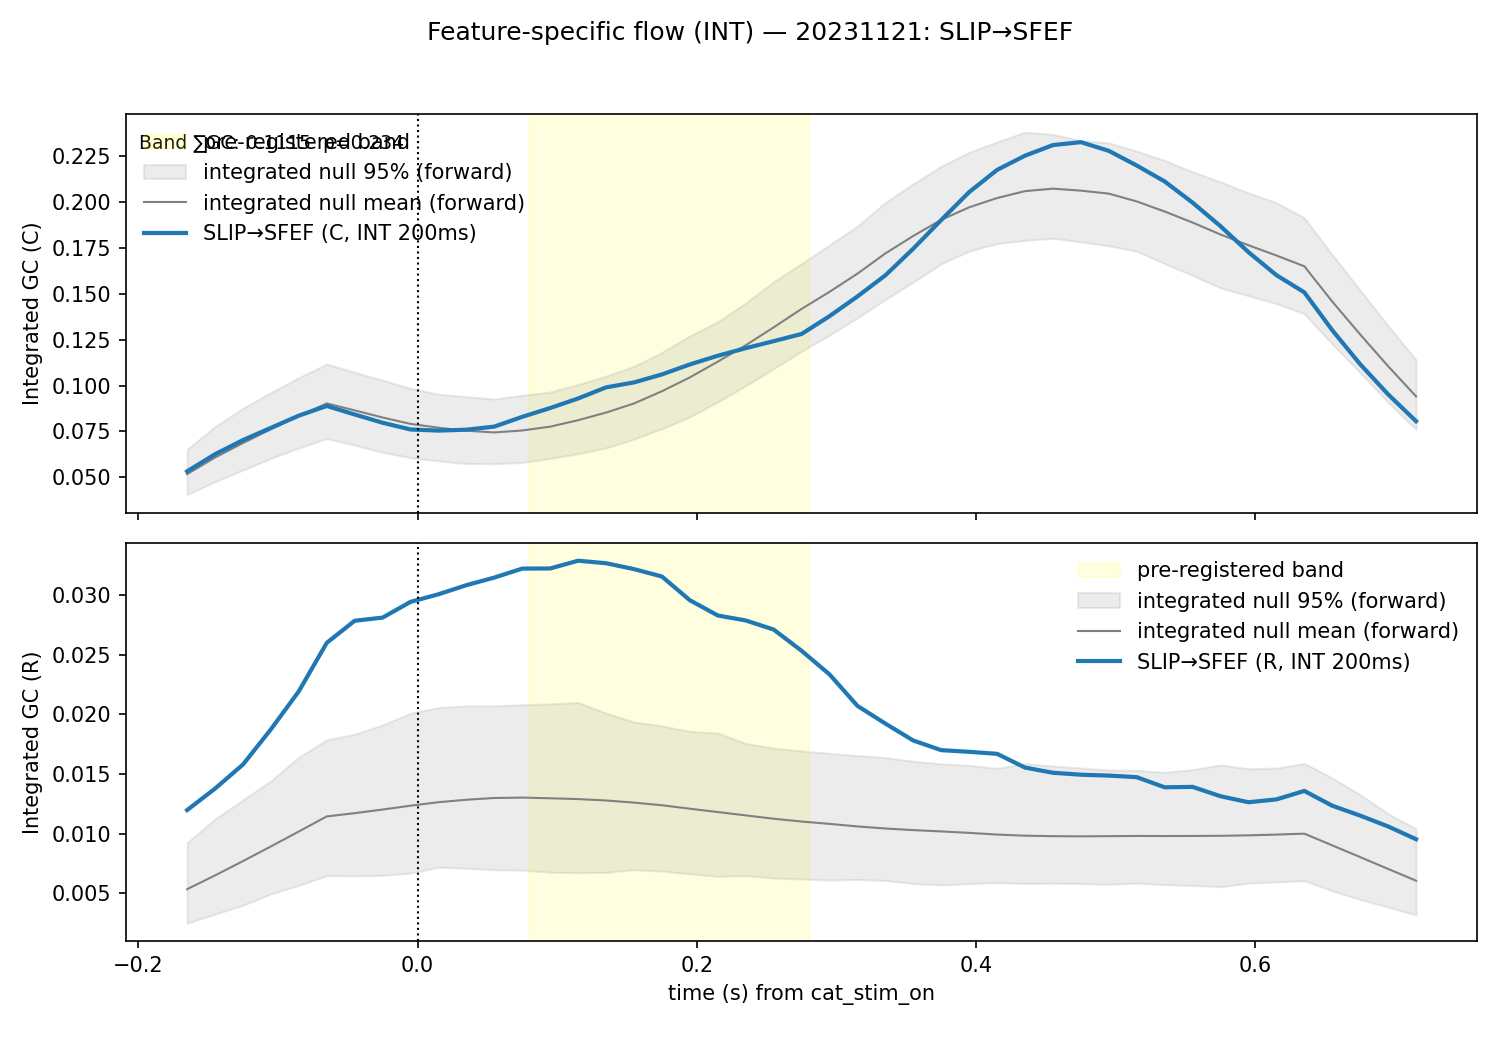 Feature-specific flow (INT) — 20231121: SLIP→SFEF
Integrated GC (C)
0.225
0.200
0.175
0.150
0.125
0.100
0.075
0.050
pre-registered band
integrated null 95% (forward)
integrated null mean (forward)
SLIP→SFEF (C, INT 200ms)
Integrated GC (R)
0.030
0.025
0.020
0.015
0.010
0.005
pre-registered band
integrated null 95% (forward)
integrated null mean (forward)
SLIP→SFEF (R, INT 200ms)
−0.2 0.0 0.2 0.4 0.6
time (s) from cat_stim_on